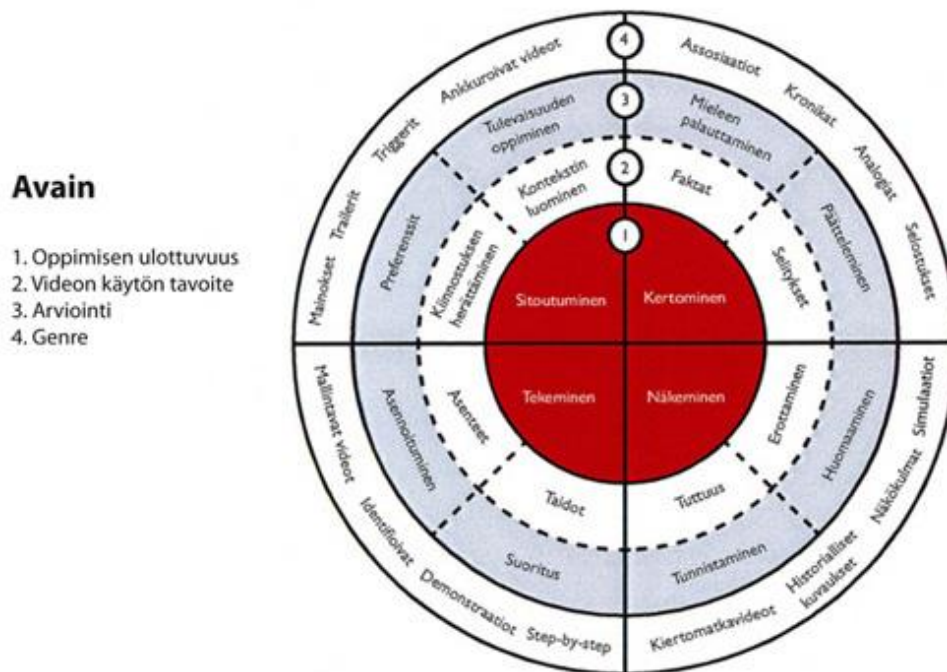 Avain
1. Oppimisen ulottuvuus
2. Videon käytön tavoite
3. Arviointi
4. Genre
4
3
2
1
Ankkuroivat videot
Triggerit
Trailerit
Mainokset
Assosiaatiot
Kronikat
Analogiat
Selostukset
Tulevaisuuden
oppiminen
Preferenssit
Mieleen
palauttaminen
Päätteleminen
Kontekstin
luominen
Kiinnostuksen
herättäminen
Faktat
Selitykset
Sitoutuminen
Kertominen
Tekeminen
Näkeminen
Asenteet
Taidot
Erottaminen
Tuttuus
Asennoituminen
Suoritus
Huomaaminen
Tunnistaminen
Mallintavat videot
Identifioivat
Demonstraatiot
Step-by-step
Simulaatiot
Näkökulmat
Historialliset
kuvaukset
Kiertomatkavideot